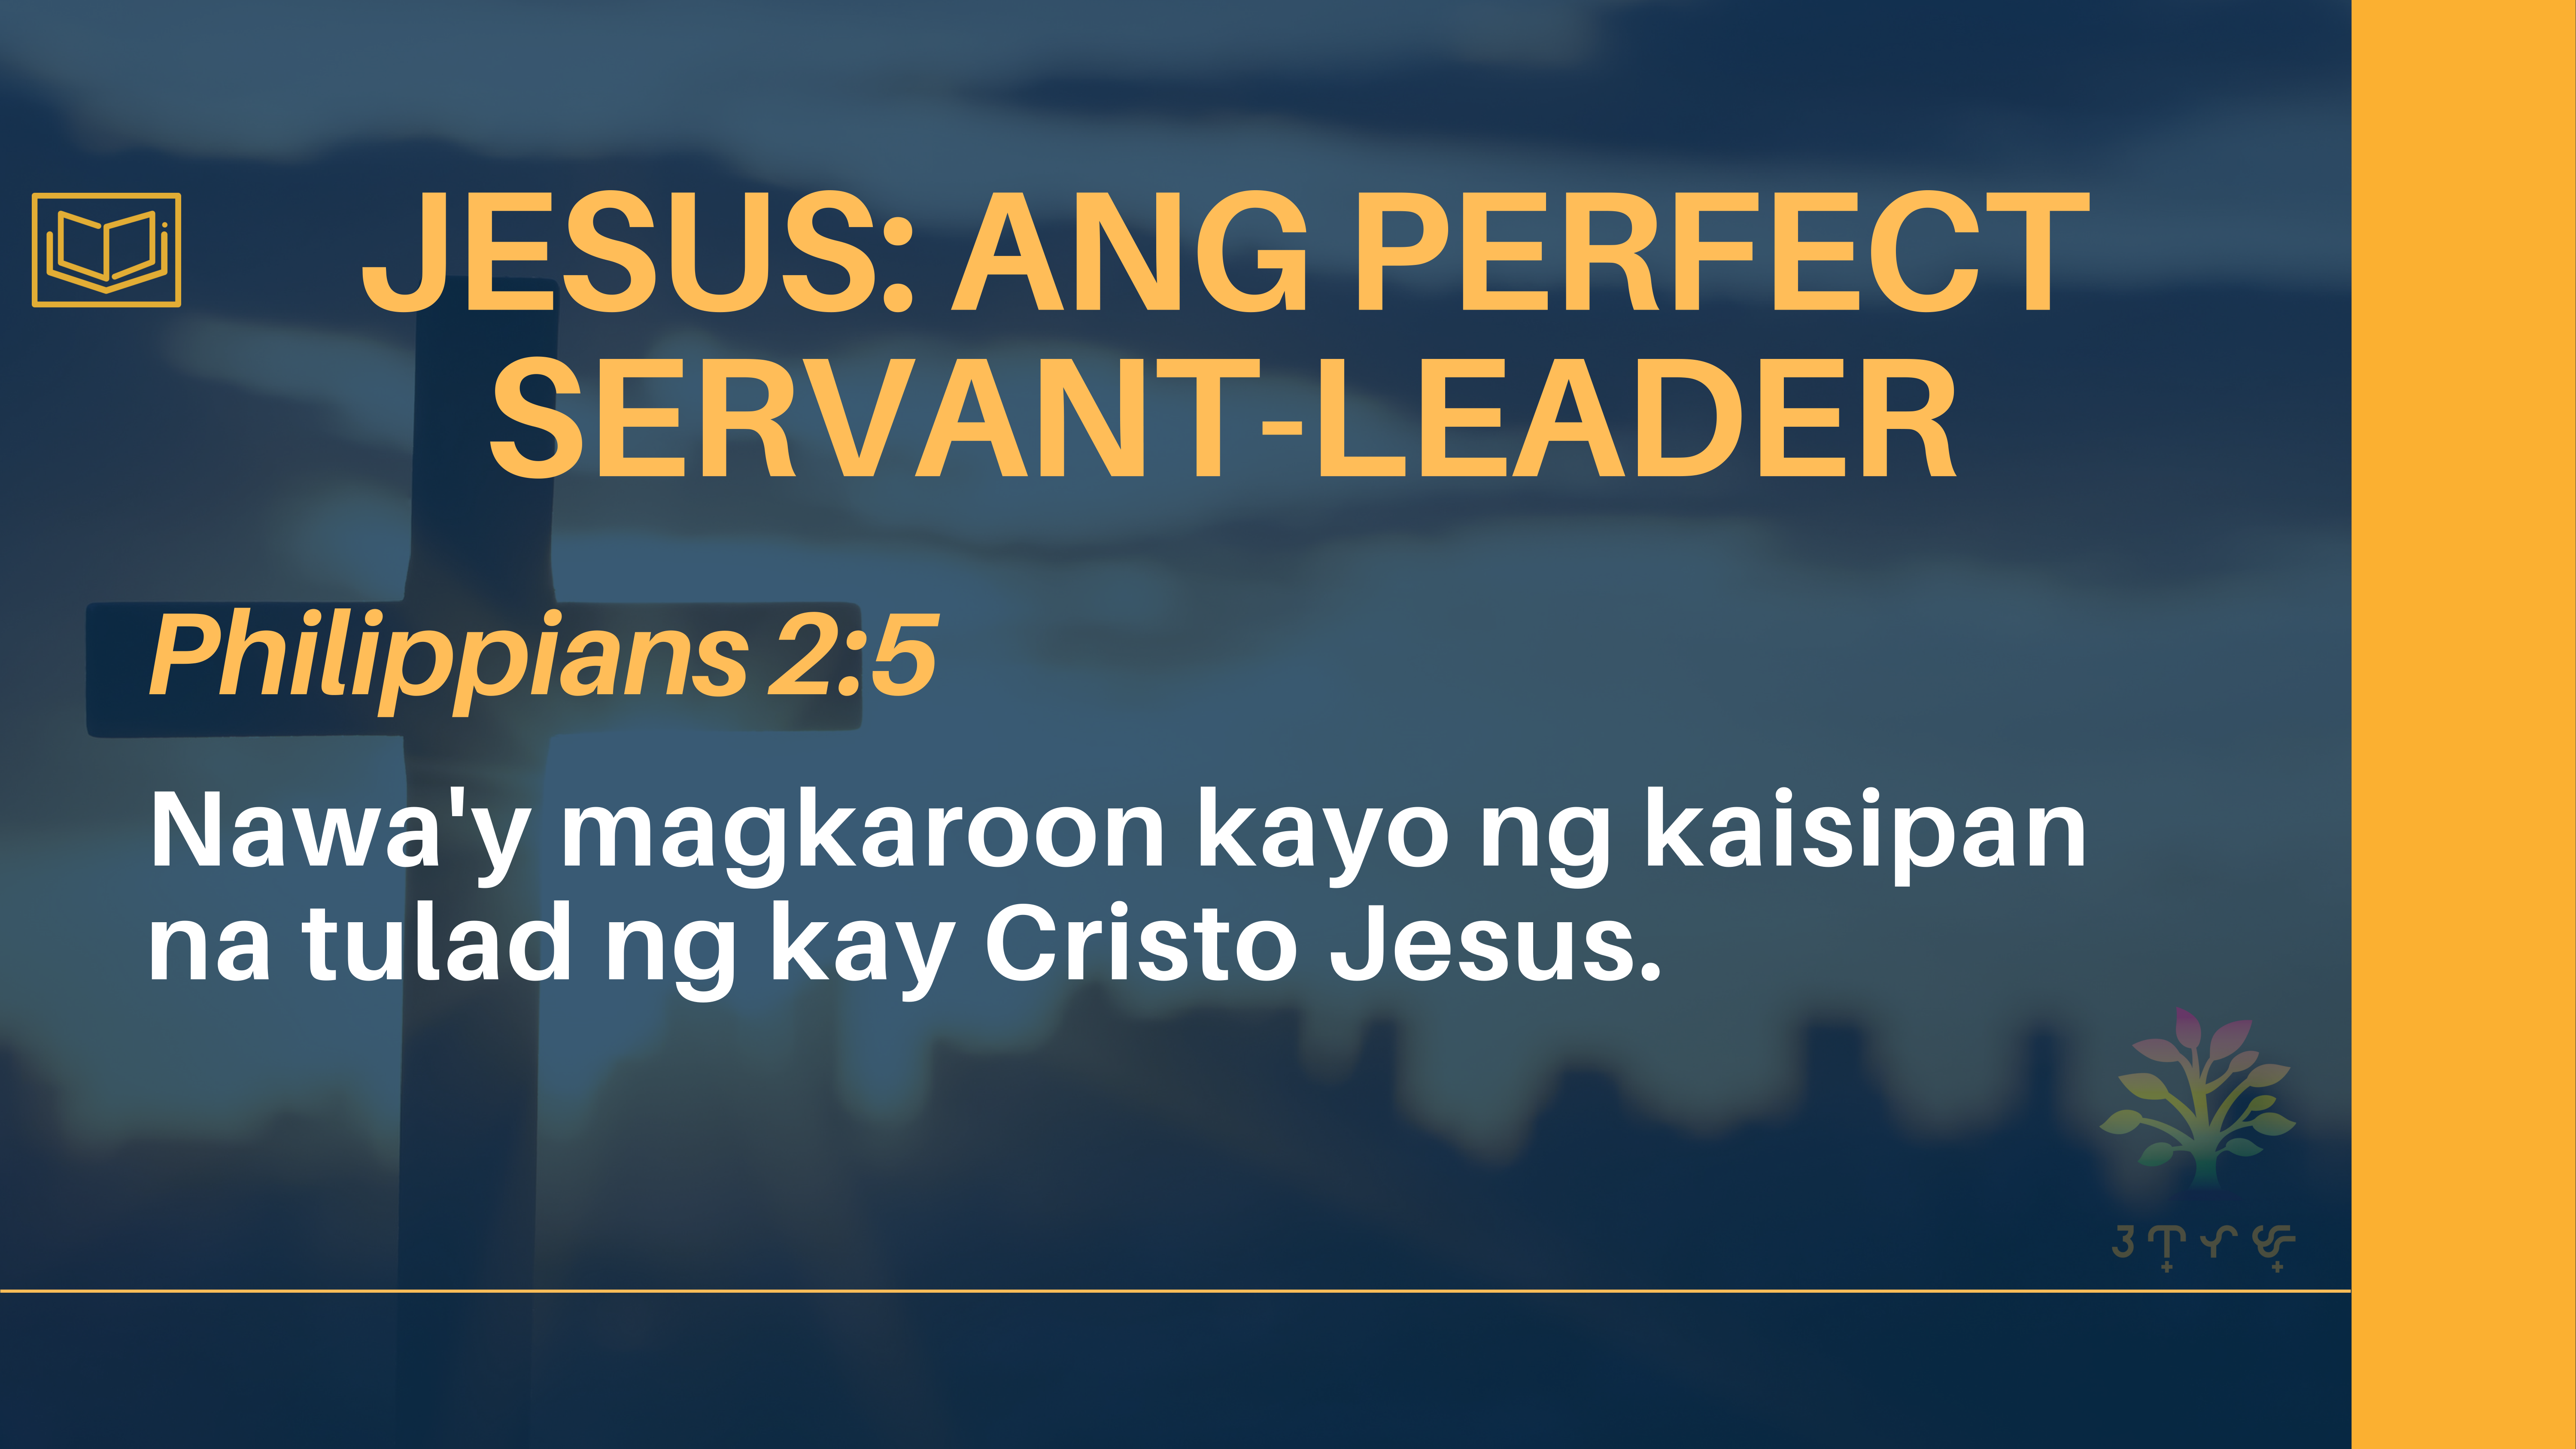 JESUS: ANG PERFECT
SERVANT-LEADER
Philippians 2:5
Nawa'y magkaroon kayo ng kaisipan
na tulad ng kay Cristo Jesus.